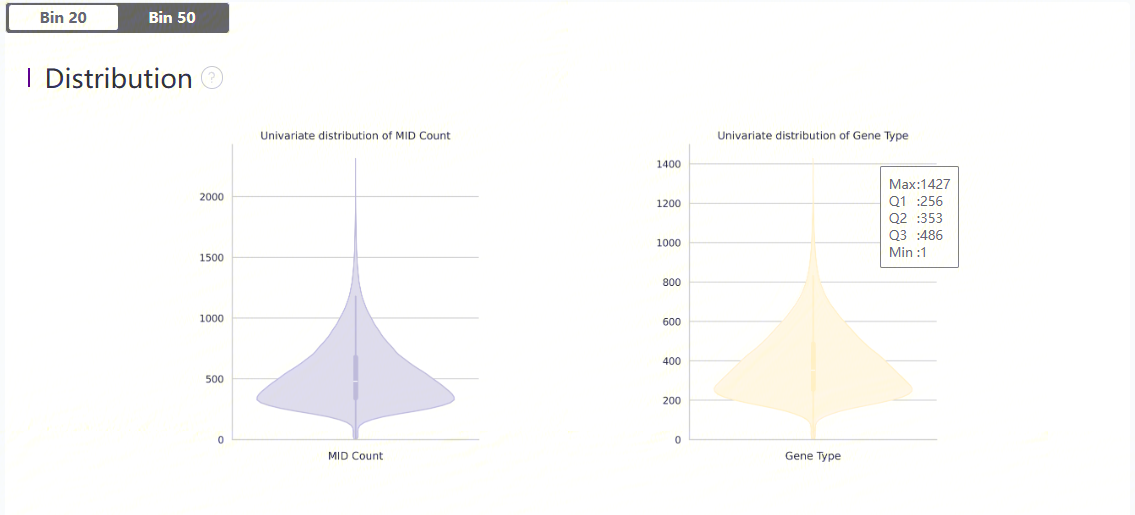 Bin 20 Bin 50
Distribution ?
Univariate distribution of MID Count
2000
1500
1000
500
0
MID Count
Univariate distribution of Gene Type
1400
1200
1000
800
600
400
200
0
Gene Type
Max:1427
Q1 :256
Q2 :353
Q3 :486
Min :1